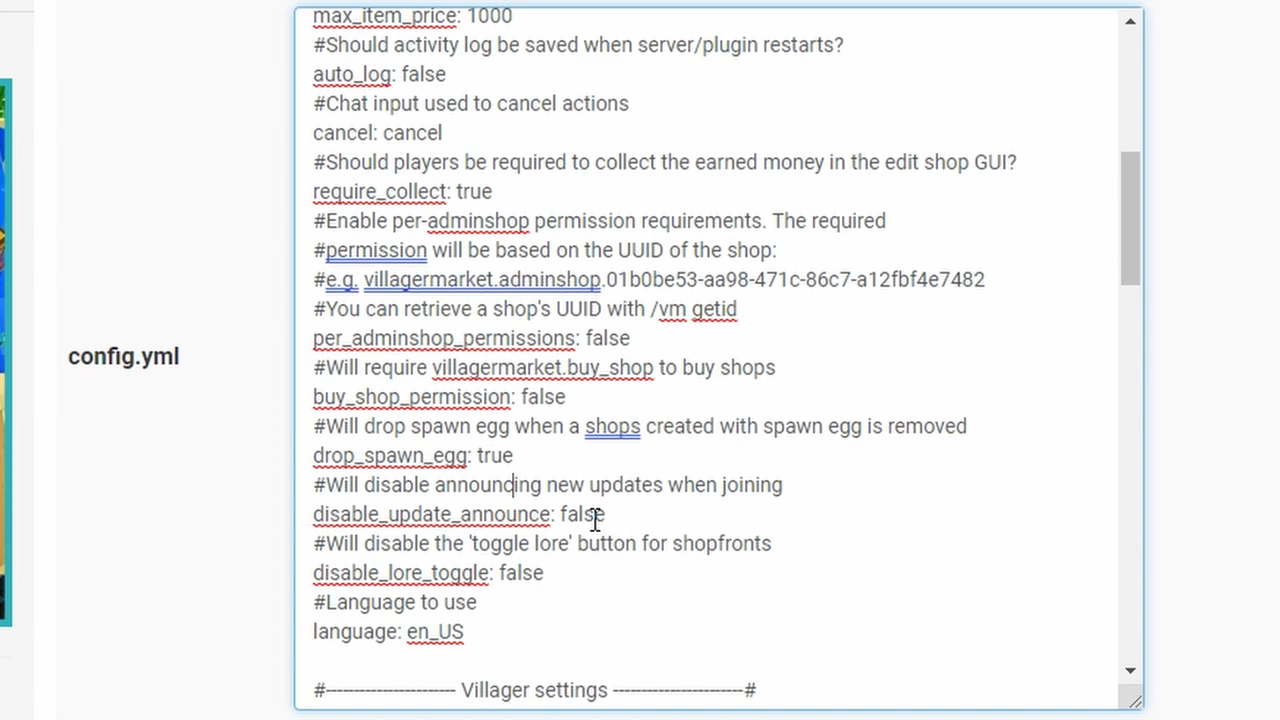 max_item_price: 1000
#Should activity log be saved when server/plugin restarts?
auto_log: false
#Chat input used to cancel actions
cancel: cancel
#Should players be required to collect the earned money in the edit shop GUI?
require_collect: true
#Enable per-adminshop permission requirements. The required
#permission will be based on the UUID of the shop:
#e.g. villagermarket.adminshop.01b0be53-aa98-471c-86c7-a12fbf4e7482
#You can retrieve a shop's UUID with /vm getid
per_adminshop_permissions: false
config.yml
#Will require villagermarket.buy_shop to buy shops
buy_shop_permission: false
#Will drop spawn egg when a shops created with spawn egg is removed
drop_spawn_egg: true
#Will disable announcing new updates when joining
disable_update_announce: false
#Will disable the 'toggle lore' button for shopfronts
disable_lore_toggle: false
#Language to use
language: en_US
#---------------------- Villager settings ----------------------#